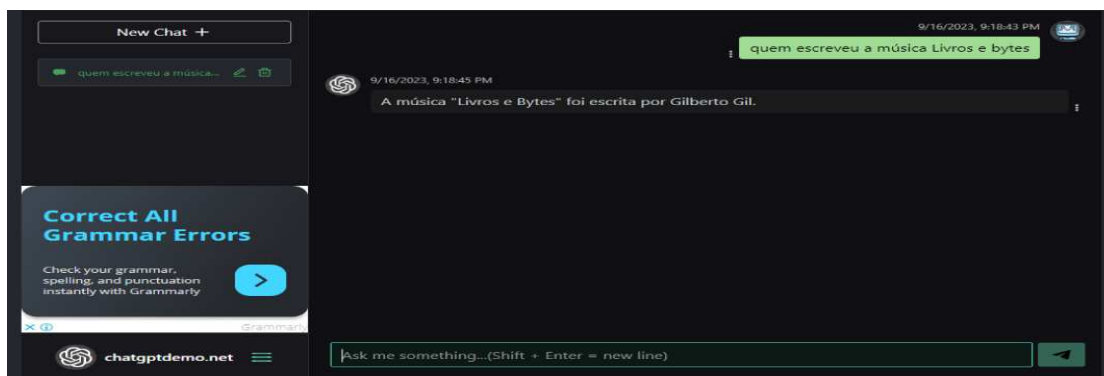 New Chat +
quem escreveu a música...
Correct All
Grammar Errors
Check your grammar,
spelling, and punctuation
instantly with Grammarly
Grammarly
chatgptdemo.net
9/16/2023, 9:18:43 PM
quem escreveu a música Livros e bytes
9/16/2023, 9:18:45 PM
A música "Livros e Bytes" foi escrita por Gilberto Gil.
Ask me something...(Shift + Enter = new line)